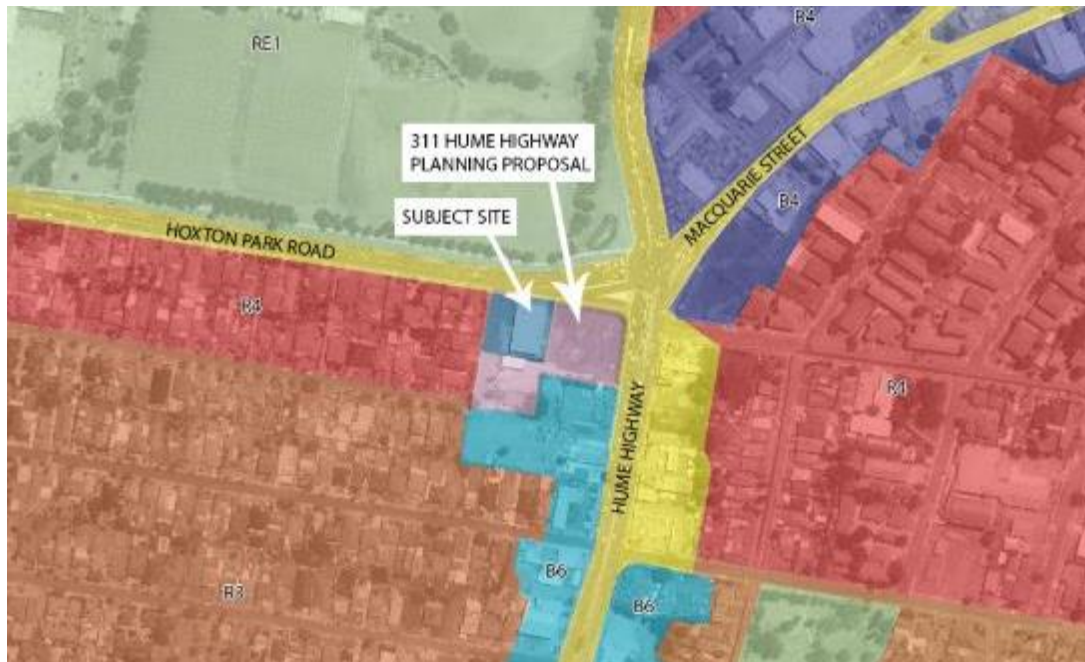 RE1
B4
311 HUME HIGHWAY
PLANNING PROPOSAL
SUBJECT SITE
MACQUARIE STREET
B4
HOXTON PARK ROAD
R4
R4
HUME HIGHWAY
B6
R3
B6